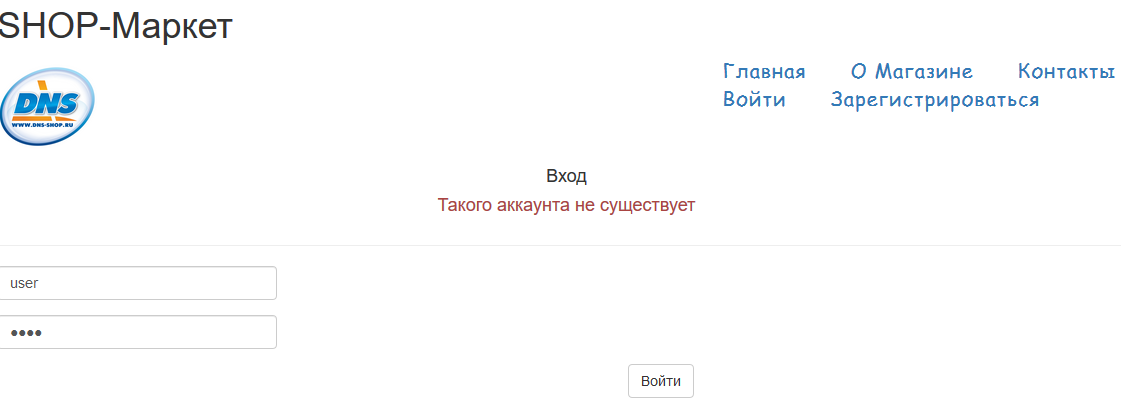 SHOP-Маркет
DNS
WWW.DNS-SHOP.RU
Главная О Магазине Контакты
Войти Зарегистрироваться
Вход
Такого аккаунта не существует
user
••••
Войти